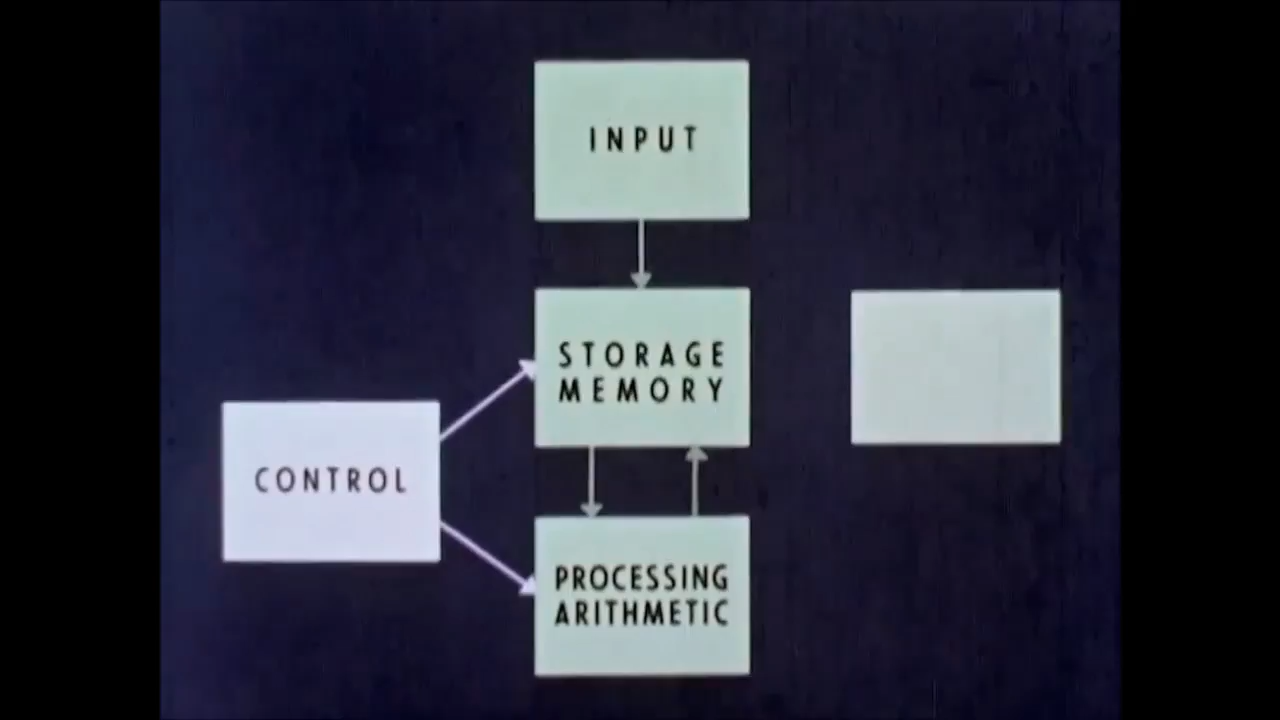 INPUT
STORAGE
MEMORY
CONTROL
PROCESSING
ARITHMETIC